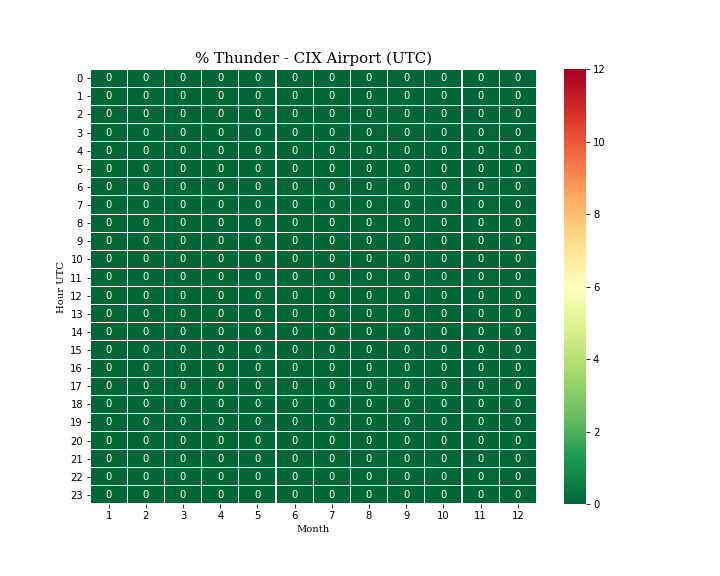 % Thunder - CIX Airport (UTC)
0 0 0 0 0 0 0 0 0 0 0 0 0 12
1 0 0 0 0 0 0 0 0 0 0 0 0
2 0 0 0 0 0 0 0 0 0 0 0 0
3 0 0 0 0 0 0 0 0 0 0 0 0
4 0 0 0 0 0 0 0 0 0 0 0 0 10
5 0 0 0 0 0 0 0 0 0 0 0 0
6 0 0 0 0 0 0 0 0 0 0 0 0
7 0 0 0 0 0 0 0 0 0 0 0 0
8 0 0 0 0 0 0 0 0 0 0 0 0 8
9 0 0 0 0 0 0 0 0 0 0 0 0
10 0 0 0 0 0 0 0 0 0 0 0 0
11 0 0 0 0 0 0 0 0 0 0 0 0
Hour UTC
12 0 0 0 0 0 0 0 0 0 0 0 0 6
13 0 0 0 0 0 0 0 0 0 0 0 0
14 0 0 0 0 0 0 0 0 0 0 0 0
15 0 0 0 0 0 0 0 0 0 0 0 0
16 0 0 0 0 0 0 0 0 0 0 0 0 4
17 0 0 0 0 0 0 0 0 0 0 0 0
18 0 0 0 0 0 0 0 0 0 0 0 0
19 0 0 0 0 0 0 0 0 0 0 0 0
20 0 0 0 0 0 0 0 0 0 0 0 0 2
21 0 0 0 0 0 0 0 0 0 0 0 0
22 0 0 0 0 0 0 0 0 0 0 0 0
23 0 0 0 0 0 0 0 0 0 0 0 0 0
1 2 3 4 5 6 7 8 9 10 11 12
Month